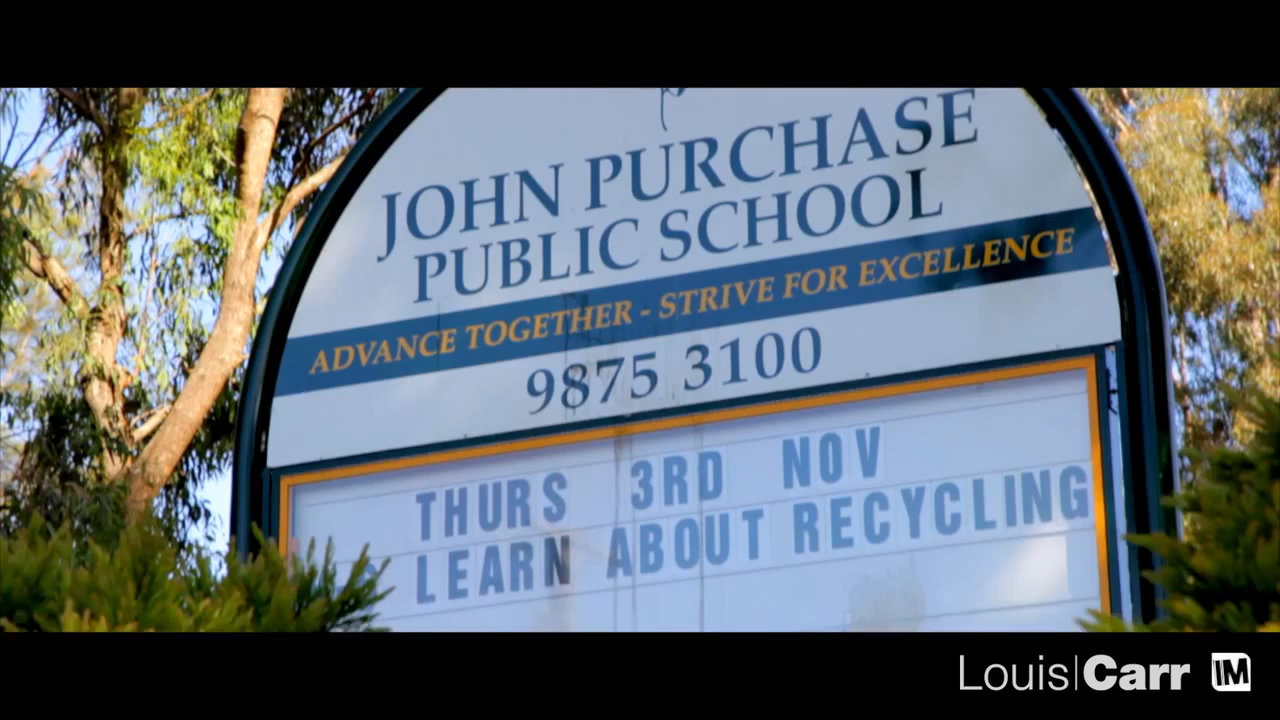 JOHN PURCHASE
PUBLIC SCHOOL
ADVANCE TOGETHER - STRIVE FOR EXCELLENCE
9875 3100
THURS 3RD NOV
LEARN ABOUT RECYCLING
Louis|Carr IM